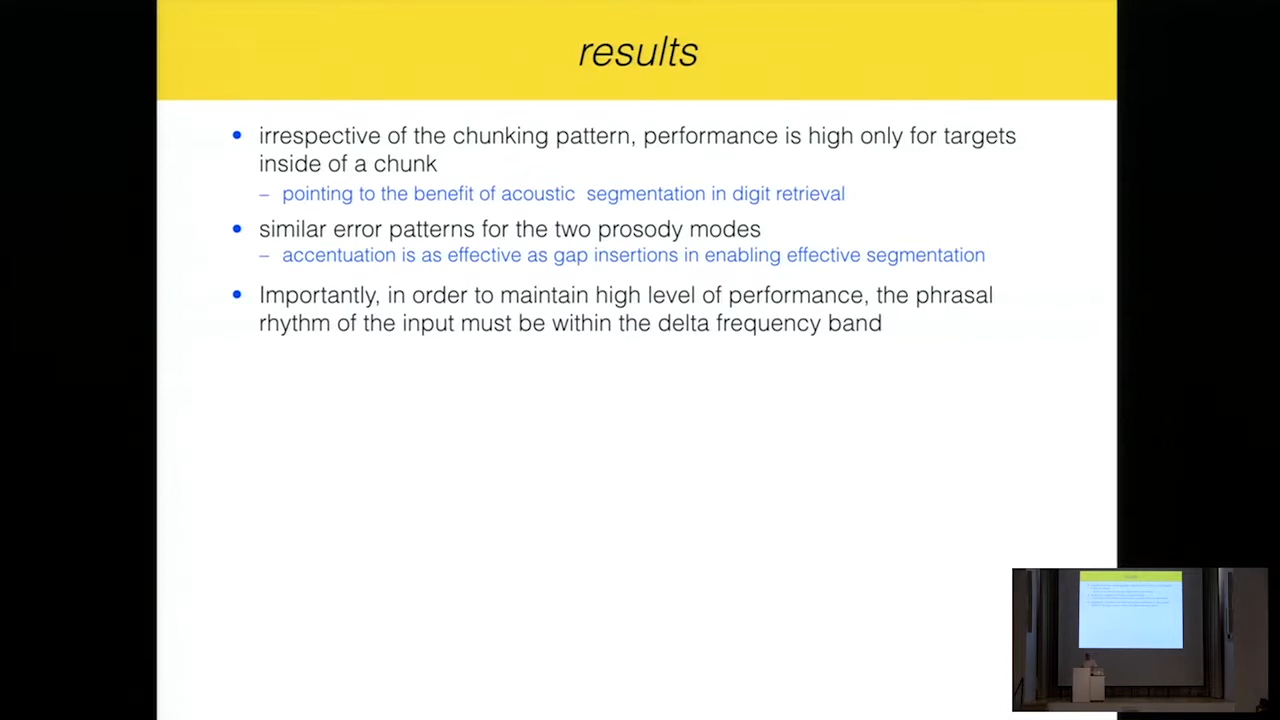 results
• irrespective of the chunking pattern, performance is high only for targets
inside of a chunk
– pointing to the benefit of acoustic segmentation in digit retrieval
• similar error patterns for the two prosody modes
– accentuation is as effective as gap insertions in enabling effective segmentation
• Importantly, in order to maintain high level of performance, the phrasal
rhythm of the input must be within the delta frequency band